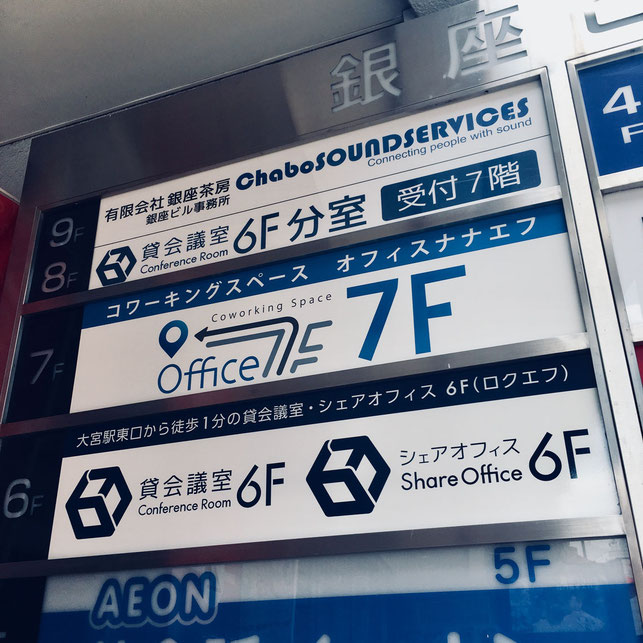 銀座
9F
有限会社 銀座茶房
銀座ビル事務所
ChaboSOUNDSERVICES
Connecting people with sound
8F
貸会議室
Conference Room
6F分室
受付7階
コワーキングスペース オフィスナナエフ
7F
Coworking Space
Office7F
7F
大宮駅東口から徒歩1分の貸会議室・シェアオフィス 6F(ロクエフ)
6F
貸会議室
Conference Room
6F
シェアオフィス
Share Office
6F
5F
AEON
4